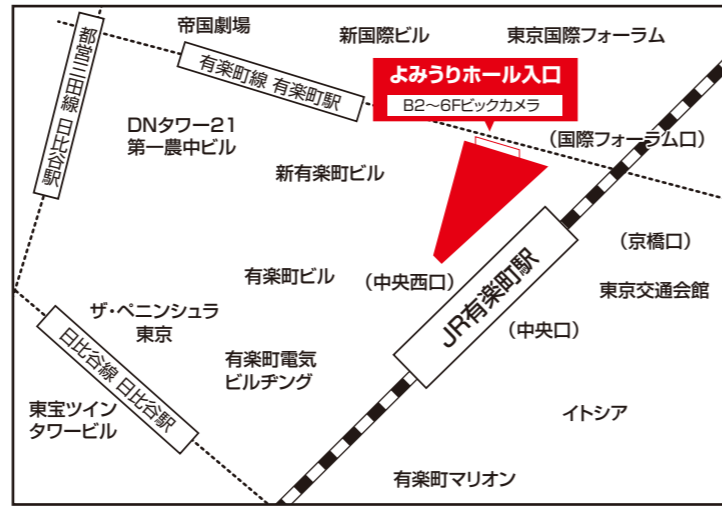 帝国劇場
新国際ビル
東京国際フォーラム
都営三田線 日比谷駅
有楽町線 有楽町駅
よみうりホール入口
B2〜6Fビックカメラ
DNタワー21
第一農中ビル
(国際フォーラム口)
新有楽町ビル
(京橋口)
有楽町ビル
(中央西口)
JR有楽町駅
東京交通会館
ザ・ペニンシュラ
東京
(中央口)
日比谷線 日比谷駅
有楽町電気
ビルヂング
東宝ツイン
タワービル
イトシア
有楽町マリオン